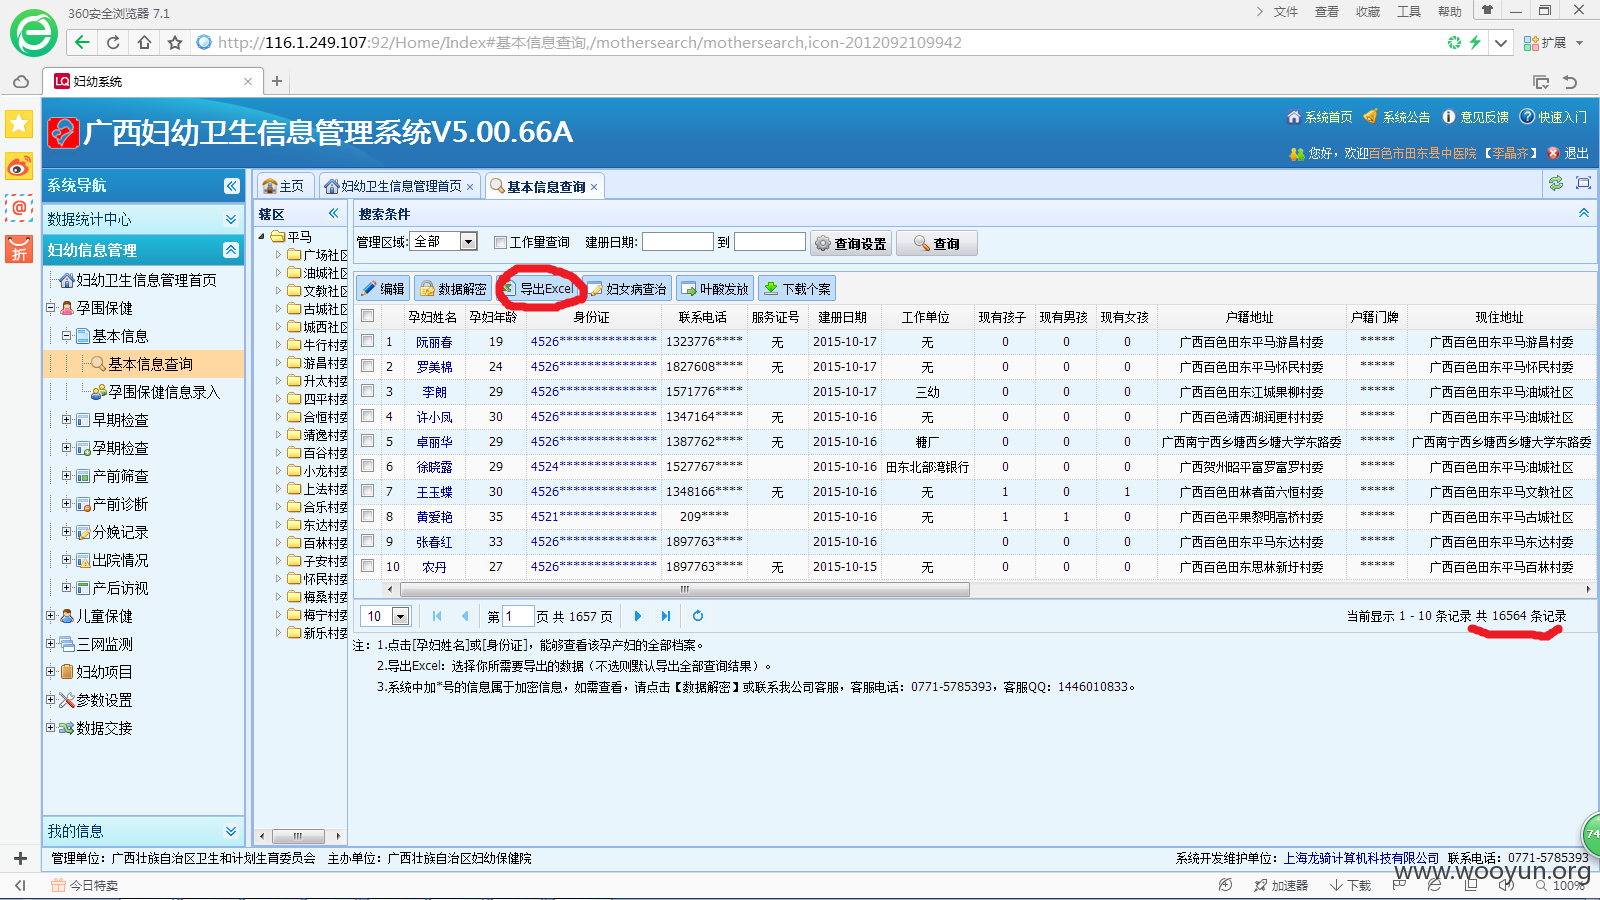 360安全浏览器 7.1
文件 查看 收藏 工具 帮助
http://116.1.249.107:92/Home/Index#基本信息查询,/mothersearch/mothersearch,icon-2012092109942
扩展
妇幼系统
广西妇幼卫生信息管理系统V5.00.66A
系统首页 系统公告 意见反馈 快速入门
您好，欢迎百色市田东县中医院 【李晶齐】 退出
系统导航
数据统计中心
妇幼信息管理
妇幼卫生信息管理首页
孕围保健
基本信息
基本信息查询
孕围保健信息录入
早期检查
孕期检查
产前筛查
产前诊断
分娩记录
出院情况
产后访视
儿童保健
三网监测
妇幼项目
参数设置
数据交接
我的信息
主页 妇幼卫生信息管理首页 基本信息查询
辖区
平马
广场社区
油城社区
文教社区
古城社区
城西社区
牛行村委
游昌村委
升太村委
四平村委
合恒村委
靖逸村委
百谷村委
小龙村委
上法村委
合乐村委
东达村委
百林村委
子安村委
怀民村委
梅桑村委
梅宁村委
新乐村委
搜索条件
管理区域: 全部 工作量查询 建册日期: 到 查询设置 查询
编辑 数据解密 导出Excel 妇女病查治 叶酸发放 下载个案
孕妇姓名 孕妇年龄 身份证 联系电话 服务证号 建册日期 工作单位 现有孩子 现有男孩 现有女孩 户籍地址 户籍门牌 现住地址
1 阮丽春 19 4526************** 1323776**** 无 2015-10-17 无 0 0 0 广西百色田东平马游昌村委 ***** 广西百色田东平马游昌村委
2 罗美棉 24 4526************** 1827608**** 无 2015-10-17 无 0 0 0 广西百色田东平马怀民村委 ***** 广西百色田东平马怀民村委
3 李朗 29 4526************** 1571776**** 2015-10-17 三幼 0 0 0 广西百色田东江城果柳村委 ***** 广西百色田东平马油城社区
4 许小凤 30 4526************** 1347164**** 无 2015-10-16 无 0 0 0 广西百色靖西湖润更村村委 ***** 广西百色田东平马油城社区
5 卓丽华 29 4526************** 1387762**** 无 2015-10-16 糖厂 0 0 0 广西南宁西乡塘西乡塘大学东路委 ***** 广西南宁西乡塘西乡塘大学东路委
6 徐晓露 29 4524************** 1527767**** 2015-10-16 田东北部湾银行 0 0 0 广西贺州昭平富罗富罗村委 ***** 广西百色田东平马油城社区
7 王玉蝶 30 4526************** 1348166**** 无 2015-10-16 无 1 0 1 广西百色田林者苗六恒村委 ***** 广西百色田东平马文教社区
8 黄爱艳 35 4521************** 209**** 2015-10-16 无 1 1 0 广西百色平果黎明高桥村委 ***** 广西百色田东平马古城社区
9 张春红 33 4526************** 1897763**** 2015-10-16 0 0 0 广西百色田东平马东达村委 ***** 广西百色田东平马东达村委
10 农丹 27 4526************** 1897763**** 无 2015-10-15 无 0 0 0 广西百色田东思林新圩村委 ***** 广西百色田东平马百林村委
10 第 1 页 共 1657 页 当前显示 1 - 10 条记录 共 16564 条记录
注: 1.点击[孕妇姓名]或[身份证]，能够查看该孕产妇的全部档案。
2.导出Excel: 选择你所需要导出的数据（不选则默认导出全部查询结果）。
3.系统中加*号的信息属于加密信息，如需查看，请点击【数据解密】或联系我公司客服，客服电话: 0771-5785393，客服QQ: 1446010833。
管理单位: 广西壮族自治区卫生和计划生育委员会 主办单位: 广西壮族自治区妇幼保健院
系统开发维护单位: 上海龙骑计算机科技有限公司 联系电话: 0771-5785393
74
www.wooyun.org
今日特卖
加速器 下载 100%